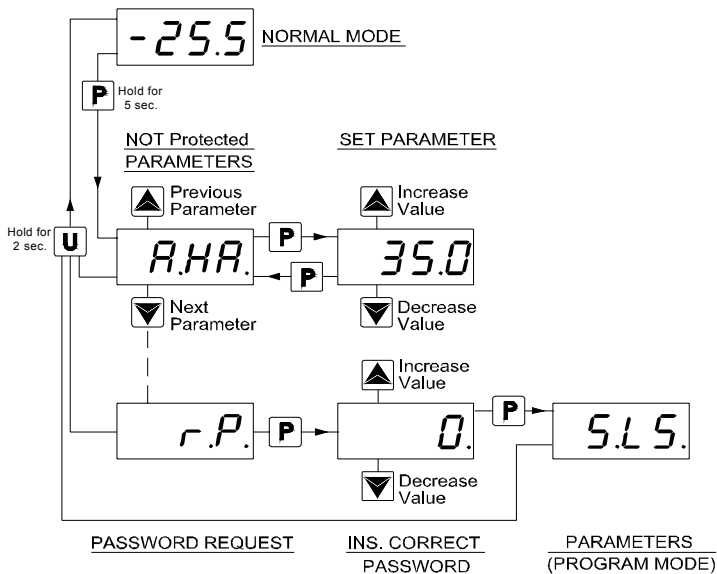 -25.5
NORMAL MODE
P
Hold for
5 sec.
NOT Protected
PARAMETERS
SET PARAMETER
Previous
Parameter
Increase
Value
Hold for
2 sec.
U
A.HA.
P
P
35.0
Next
Parameter
Decrease
Value
Increase
Value
r.P.
P
0.
P
S.L S.
Decrease
Value
PASSWORD REQUEST
INS. CORRECT
PASSWORD
PARAMETERS
(PROGRAM MODE)